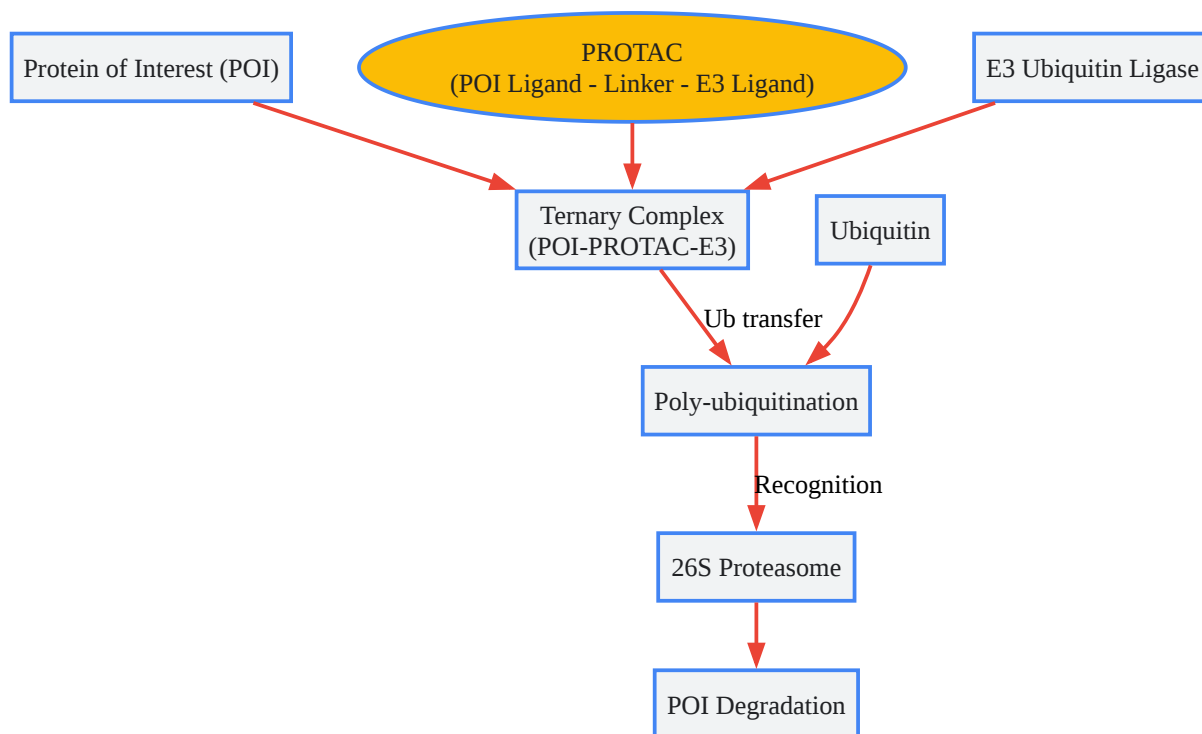 Protein of Interest (POI)
PROTAC
(POI Ligand - Linker - E3 Ligand)
E3 Ubiquitin Ligase
Ternary Complex
(POI-PROTAC-E3)
Ubiquitin
Ub transfer
Poly-ubiquitination
Recognition
26S Proteasome
POI Degradation